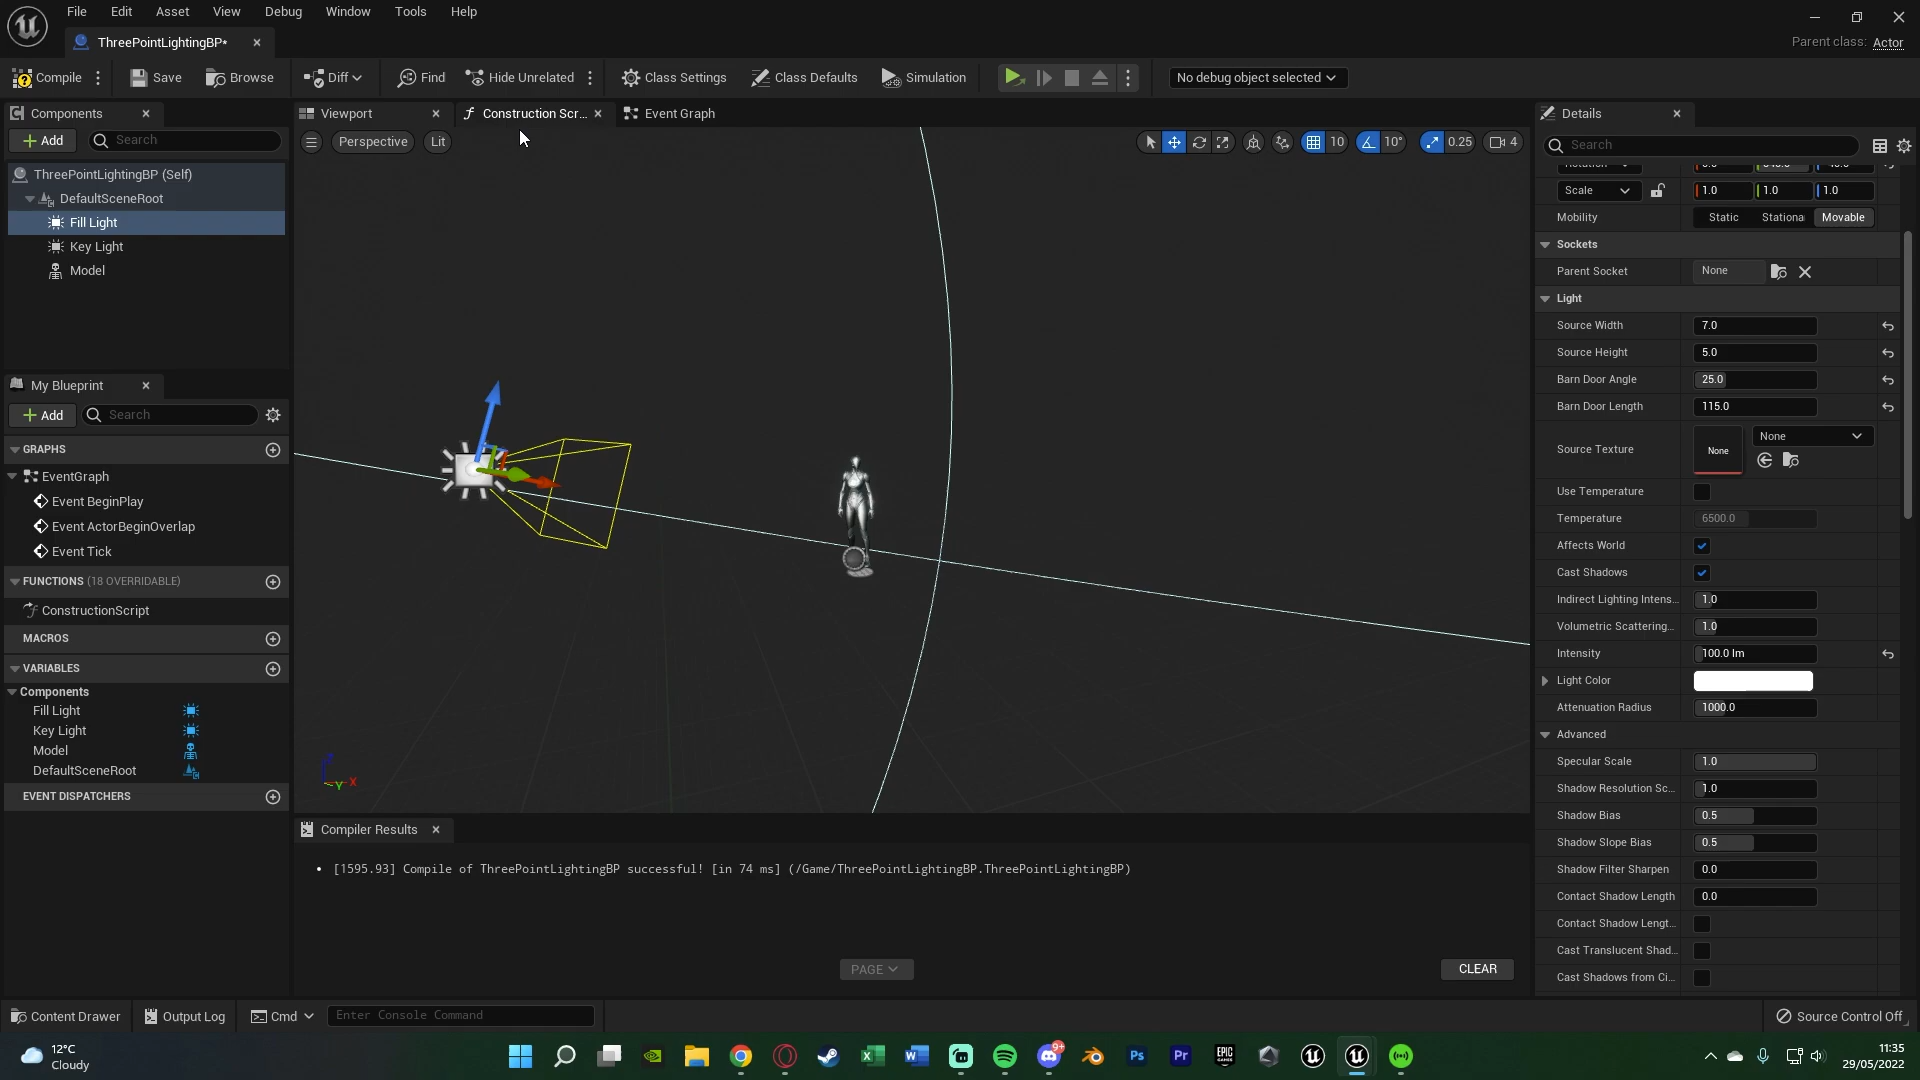 File Edit Asset View Debug Window Tools Help
ThreePointLightingBP*
Parent class: Actor
Compile Save Browse Diff Find Hide Unrelated Class Settings Class Defaults Simulation No debug object selected
Components
Add Search
ThreePointLightingBP (Self)
DefaultSceneRoot
Fill Light
Key Light
Model
My Blueprint
Add Search
GRAPHS
EventGraph
Event BeginPlay
Event ActorBeginOverlap
Event Tick
FUNCTIONS (18 OVERRIDABLE)
ConstructionScript
MACROS
VARIABLES
Components
Fill Light
Key Light
Model
DefaultSceneRoot
EVENT DISPATCHERS
Viewport Construction Scr... Event Graph
Perspective Lit 10 10° 0.25 4
X
Y
Compiler Results
[1595.93] Compile of ThreePointLightingBP successful! [in 74 ms] (/Game/ThreePointLightingBP.ThreePointLightingBP)
PAGE CLEAR
Details
Search
Scale 1.0 1.0 1.0
Mobility Static Stationa Movable
Sockets
Parent Socket None
Light
Source Width 7.0
Source Height 5.0
Barn Door Angle 25.0
Barn Door Length 115.0
Source Texture None None
Use Temperature
Temperature 6500.0
Affects World
Cast Shadows
Indirect Lighting Intens... 1.0
Volumetric Scattering... 1.0
Intensity 100.0 lm
Light Color
Attenuation Radius 1000.0
Advanced
Specular Scale 1.0
Shadow Resolution Sc... 1.0
Shadow Bias 0.5
Shadow Slope Bias 0.5
Shadow Filter Sharpen 0.0
Contact Shadow Length 0.0
Contact Shadow Lengt...
Cast Translucent Shad...
Cast Shadows from Ci...
Content Drawer Output Log Cmd Enter Console Command Source Control Off
12°C
Cloudy
9+
Ps
Pr
EPIC
GAMES
11:35
29/05/2022